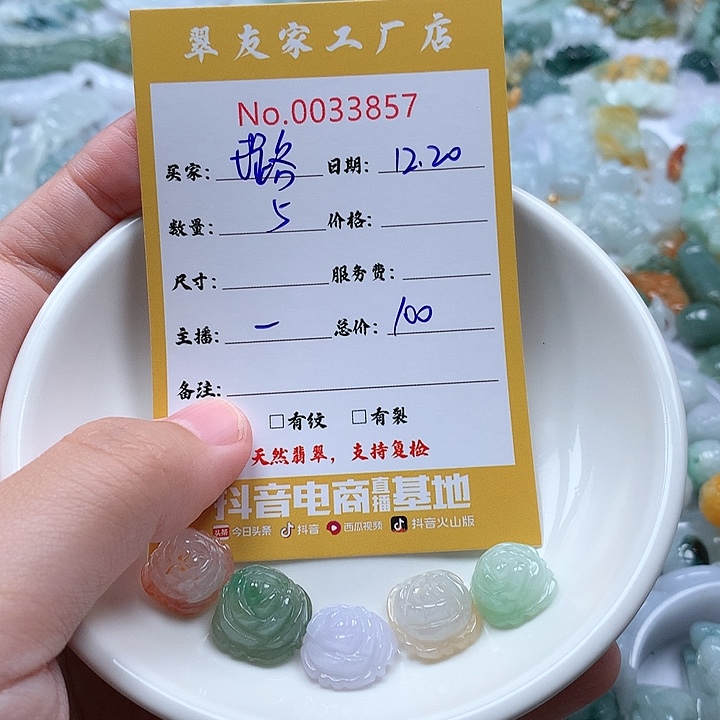 翠友家工厂店
No.0033857
买家: 日期: 12.20
数量: 5 价格:
尺寸: 服务费:
主播: 一 总价: 100
备注:
□有纹 □有裂
天然翡翠，支持复检
抖音电商直播基地
头条 今日头条 抖音 西瓜视频 抖音火山版